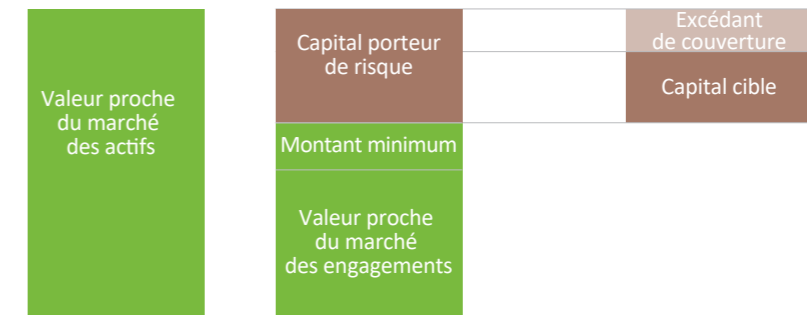 Valeur proche
du marché
des actifs
Capital porteur
de risque
Montant minimum
Valeur proche
du marché
des engagements
Excédant
de couverture
Capital cible